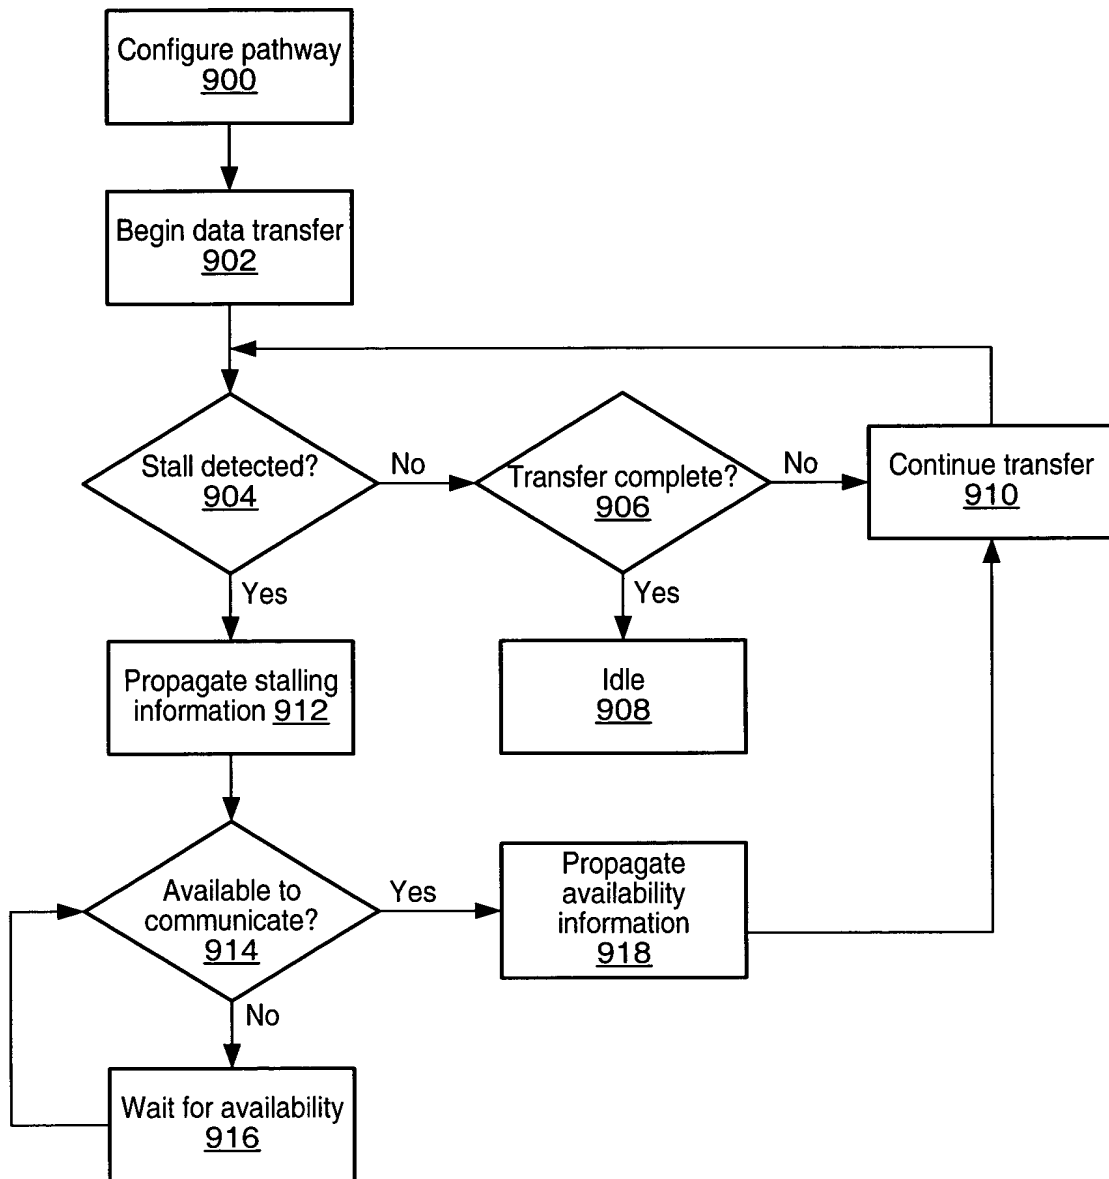 Configure pathway
900
Begin data transfer
902
Stall detected?
904
No
Transfer complete?
906
No
Continue transfer
910
Yes
Yes
Propagate stalling
information 912
Idle
908
Available to
communicate?
914
Yes
Propagate
availability
information
918
No
Wait for availability
916